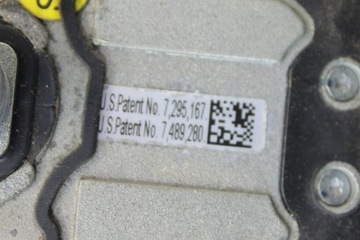 U.S.Patent No. 7,295,167.
U.S.Patent No. 7,489,280